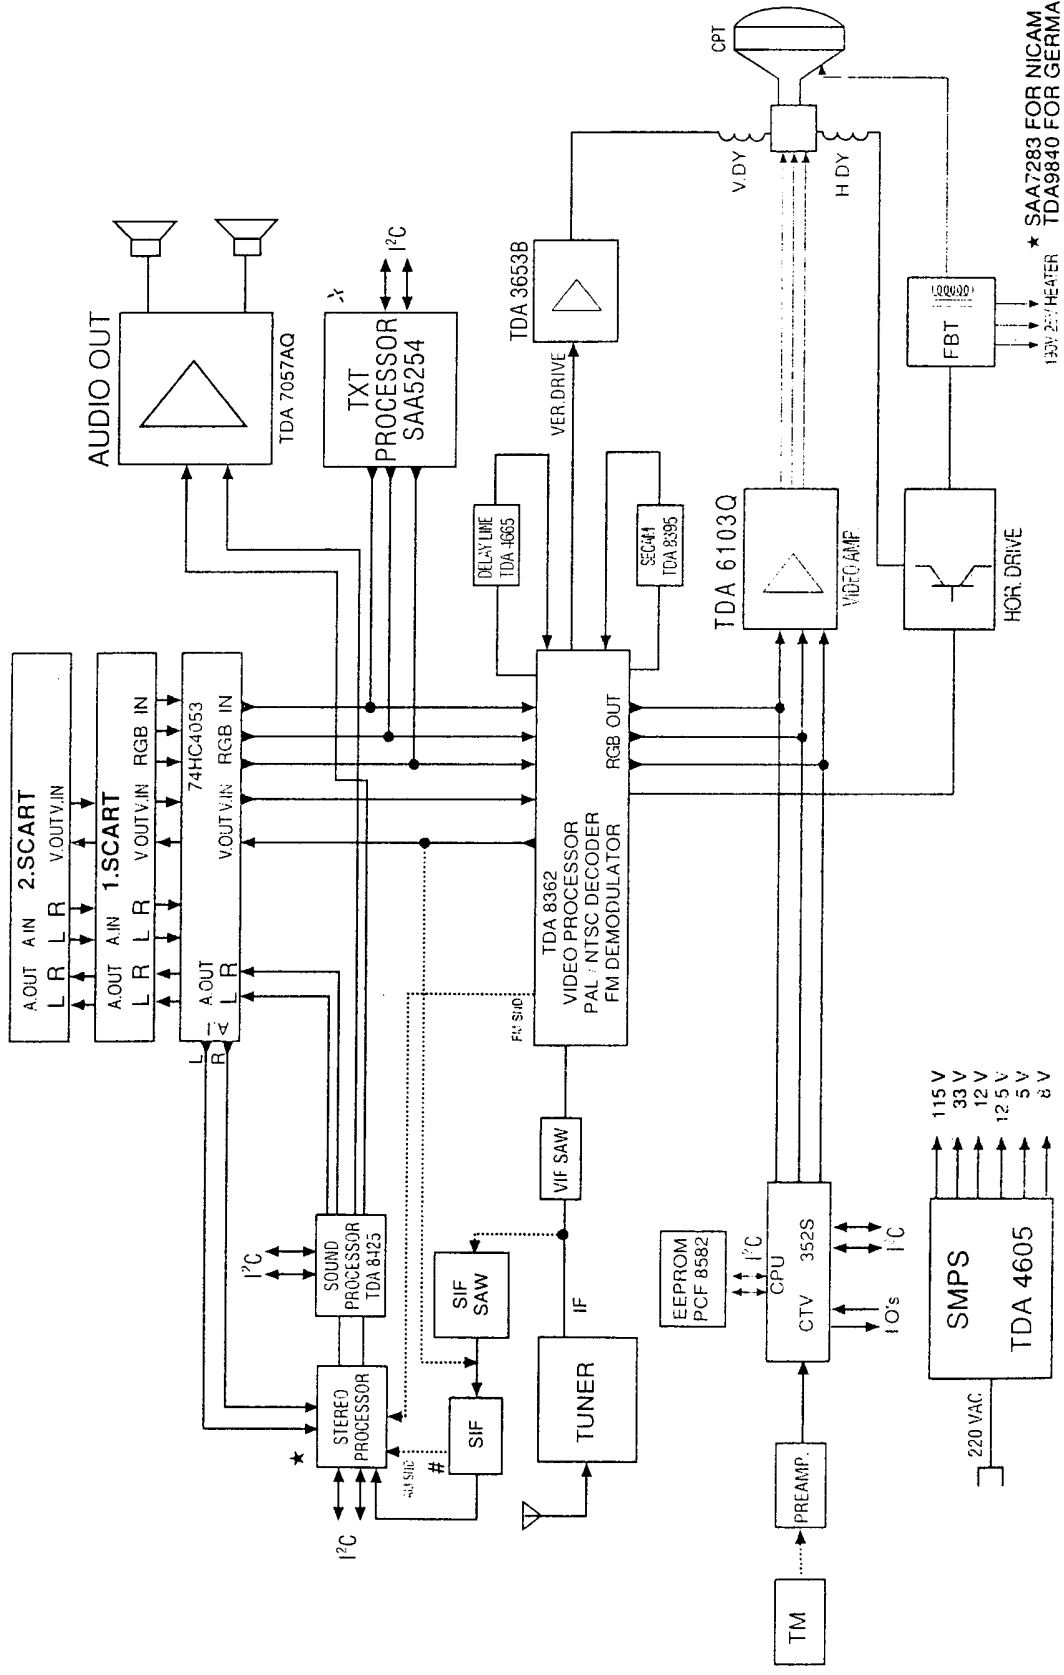 2.SCART
A.OUT A.IN V.OUT V.IN
L R L R
1.SCART
A.OUT A.IN V.OUT V.IN RGB IN
L R L R
74HC4053
A.OUT V.OUT V.IN RGB IN
L R
L
R
AUDIO OUT
TDA 7057AQ
I²C
SOUND
PROCESSOR
TDA 8425
★
STEREO
PROCESSOR
I²C
TXT
PROCESSOR
SAA5254
I²C
AM SND
#
SIF
SIF
SAW
FM SND
DELAY LINE
TDA 4665
TUNER
IF
VIF SAW
TDA 8362
VIDEO PROCESSOR
PAL / NTSC DECODER
FM DEMODULATOR
RGB OUT
VER.DRIVE
TDA 3653B
SECAM
TDA 8395
EEPROM
PCF 8582
I²C
CPU
CTV 352S
I²C
TM
PREAMP.
TDA 6103Q
VIDEO AMP.
V.DY
H.DY
CPT
220 VAC
SMPS
TDA 4605
115 V
33 V
12 V
12.5 V
5 V
8 V
HOR. DRIVE
FBT
HEATER
★ SAA7283 FOR NICAM
TDA9840 FOR GERMA